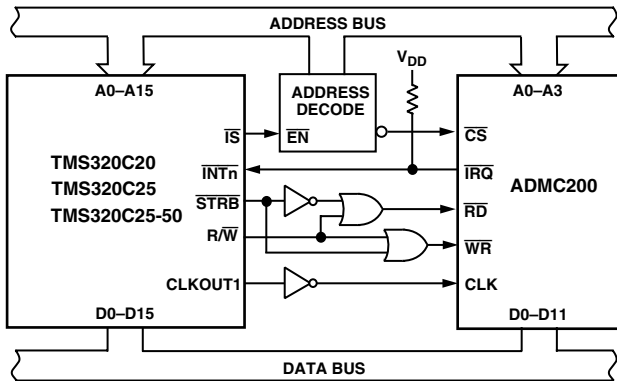 ADDRESS BUS
A0–A15
ADDRESS
DECODE
VDD
A0–A3
IS
EN
CS
TMS320C20
TMS320C25
TMS320C25-50
INTn
IRQ
ADMC200
STRB
RD
R/W
WR
CLKOUT1
CLK
D0–D15
D0–D11
DATA BUS